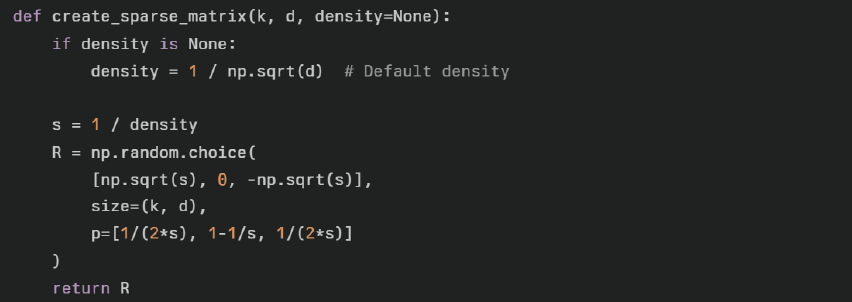 def create_sparse_matrix(k, d, density=None):
    if density is None:
        density = 1 / np.sqrt(d)  # Default density

    s = 1 / density
    R = np.random.choice(
        [np.sqrt(s), 0, -np.sqrt(s)],
        size=(k, d),
        p=[1/(2*s), 1-1/s, 1/(2*s)]
    )
    return R